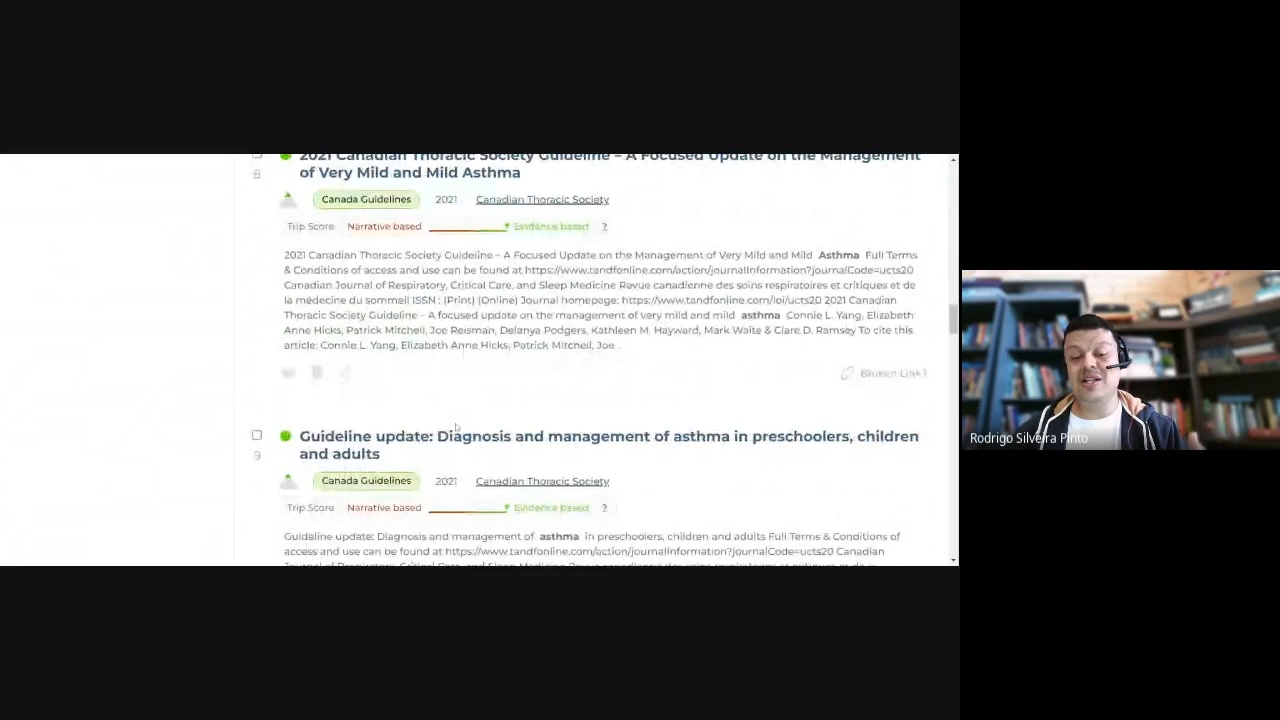 2021 Canadian Thoracic Society Guideline – A Focused Update on the Management
of Very Mild and Mild Asthma
Canada Guidelines 2021 Canadian Thoracic Society
Trip Score Narrative based Evidence based ?
2021 Canadian Thoracic Society Guideline – A Focused Update on the Management of Very Mild and Mild Asthma Full Terms
& Conditions of access and use can be found at https://www.tandfonline.com/action/journalInformation?journalCode=ucts20
Canadian Journal of Respiratory, Critical Care, and Sleep Medicine Revue canadienne des soins respiratoires et critiques et de
la médecine du sommeil ISSN : (Print) (Online) Journal homepage: https://www.tandfonline.com/loi/ucts20 2021 Canadian
Thoracic Society Guideline – A focused update on the management of very mild and mild asthma Connie L. Yang, Elizabeth
Anne Hicks, Patrick Mitchell, Joe Reisman, Delanya Podgers, Kathleen M. Hayward, Mark Waite & Clare D. Ramsey To cite this
article: Connie L. Yang, Elizabeth Anne Hicks, Patrick Mitchell, Joe
Broken Link?
Guideline update: Diagnosis and management of asthma in preschoolers, children
and adults
9
Canada Guidelines 2021 Canadian Thoracic Society
Trip Score Narrative based Evidence based ?
Guideline update: Diagnosis and management of asthma in preschoolers, children and adults Full Terms & Conditions of
access and use can be found at https://www.tandfonline.com/action/journalInformation?journalCode=ucts20 Canadian
Rodrigo Silveira Pinto